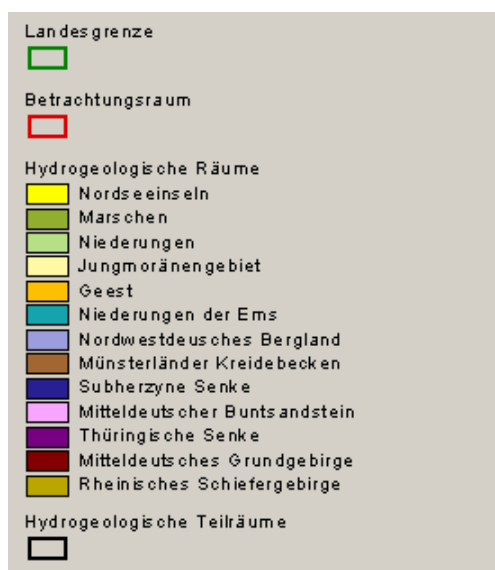 Landesgrenze
Betrachtungsraum
Hydrogeologische Räume
Nordseeinseln
Marschen
Niederungen
Jungmoränengebiet
Geest
Niederungen der Ems
Nordwestdeusches Bergland
Münsterländer Kreidebecken
Subherzyne Senke
Mitteldeutscher Buntsandstein
Thüringische Senke
Mitteldeutsches Grundgebirge
Rheinisches Schiefergebirge
Hydrogeologische Teilräume